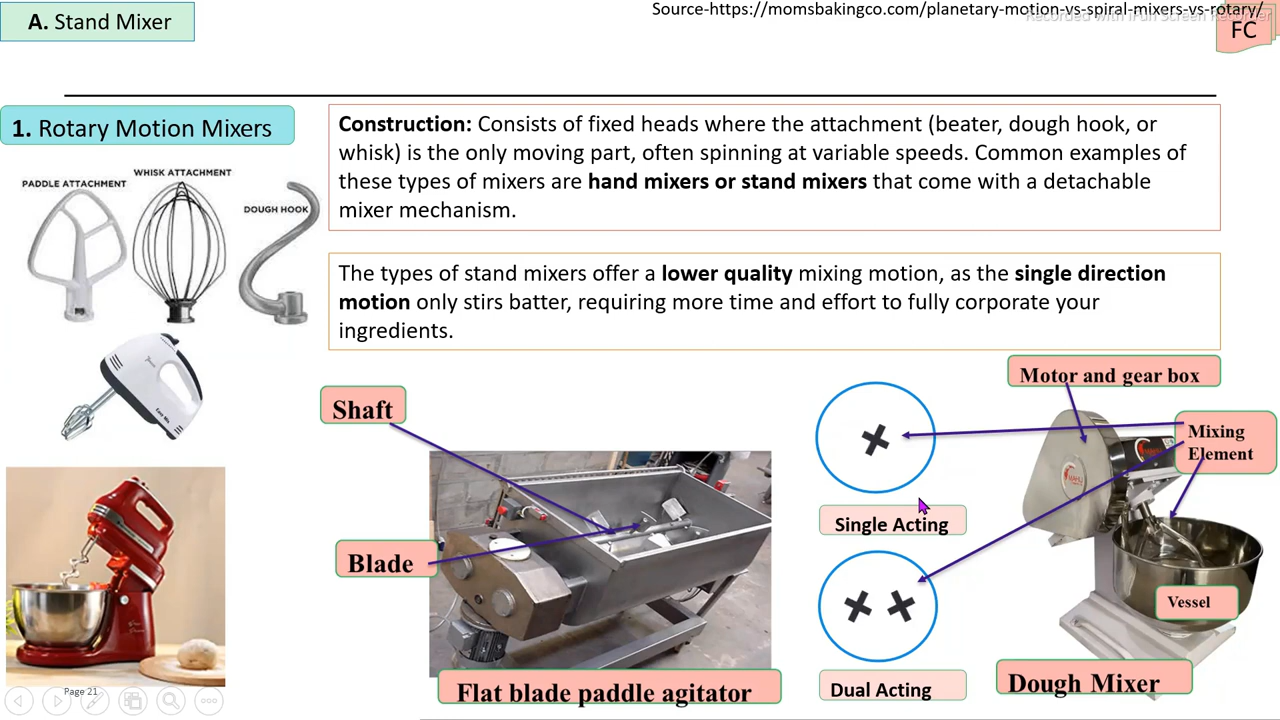 A. Stand Mixer
Source-https://momsbakingco.com/planetary-motion-vs-spiral-mixers-vs-rotary/
Recorded with iFun Screen Recorder
FC
1. Rotary Motion Mixers
PADDLE ATTACHMENT
WHISK ATTACHMENT
DOUGH HOOK
Construction: Consists of fixed heads where the attachment (beater, dough hook, or
whisk) is the only moving part, often spinning at variable speeds. Common examples of
these types of mixers are hand mixers or stand mixers that come with a detachable
mixer mechanism.
The types of stand mixers offer a lower quality mixing motion, as the single direction
motion only stirs batter, requiring more time and effort to fully corporate your
ingredients.
Shaft
Blade
Flat blade paddle agitator
Single Acting
Dual Acting
Motor and gear box
Mixing
Element
Vessel
Dough Mixer
Page 21